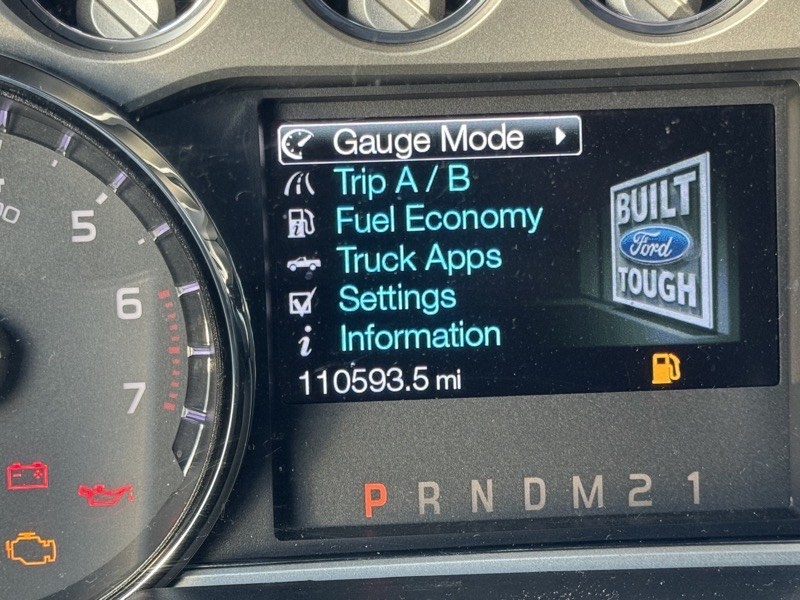 Gauge Mode
Trip A / B
Fuel Economy
Truck Apps
Settings
Information
110593.5 mi
BUILT
Ford
TOUGH
5
6
7
P R N D M 2 1